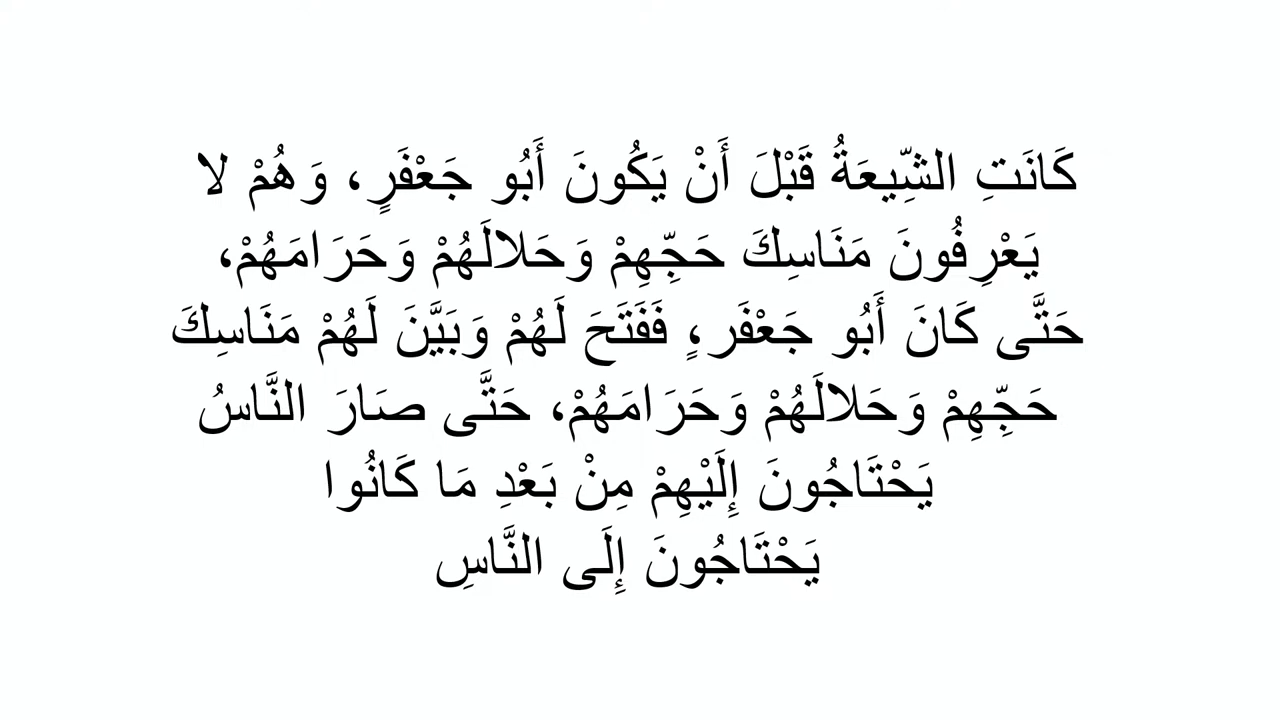 كَانَتِ الشِّيعَةُ قَبْلَ أَنْ يَكُونَ أَبُو جَعْفَرٍ، وَهُمْ لا
يَعْرِفُونَ مَنَاسِكَ حَجِّهِمْ وَحَلالَهُمْ وَحَرَامَهُمْ،
حَتَّى كَانَ أَبُو جَعْفَر،ٍ فَفَتَحَ لَهُمْ وَبَيَّنَ لَهُمْ مَنَاسِكَ
حَجِّهِمْ وَحَلالَهُمْ وَحَرَامَهُمْ، حَتَّى صَارَ النَّاسُ
يَحْتَاجُونَ إِلَيْهِمْ مِنْ بَعْدِ مَا كَانُوا
يَحْتَاجُونَ إِلَى النَّاسِ